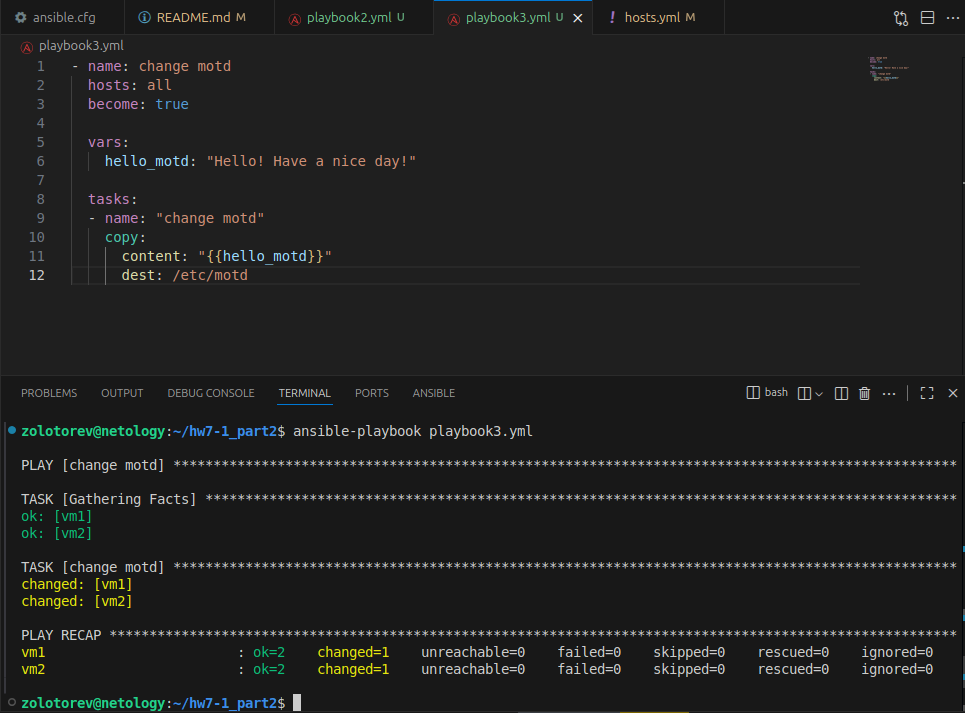 ansible.cfg README.md M playbook2.yml U playbook3.yml U hosts.yml M
playbook3.yml
1 - name: change motd
2 hosts: all
3 become: true
4
5 vars:
6 hello_motd: "Hello! Have a nice day!"
7
8 tasks:
9 - name: "change motd"
10 copy:
11 content: "{{hello_motd}}"
12 dest: /etc/motd
PROBLEMS OUTPUT DEBUG CONSOLE TERMINAL PORTS ANSIBLE bash
zolotorev@netology:~/hw7-1_part2$ ansible-playbook playbook3.yml
PLAY [change motd] **************************************************************************************************
TASK [Gathering Facts] **********************************************************************************************
ok: [vm1]
ok: [vm2]
TASK [change motd] **************************************************************************************************
changed: [vm1]
changed: [vm2]
PLAY RECAP **********************************************************************************************************
vm1 : ok=2 changed=1 unreachable=0 failed=0 skipped=0 rescued=0 ignored=0
vm2 : ok=2 changed=1 unreachable=0 failed=0 skipped=0 rescued=0 ignored=0
zolotorev@netology:~/hw7-1_part2$